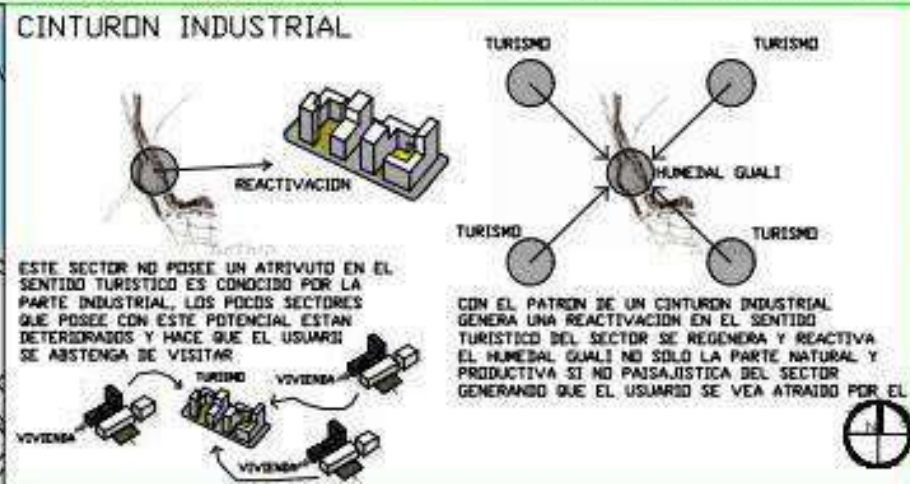 CINTURON INDUSTRIAL
REACTIVACION
ESTE SECTOR NO POSEE UN ATRIVUTO EN EL
SENTIDO TURISTICO ES CONOCIDO POR LA
PARTE INDUSTRIAL, LOS POCOS SECTORES
QUE POSEE CON ESTE POTENCIAL ESTAN
DETERIORADOS Y HACE QUE EL USUARI
SE ABSTENGA DE VISITAR
TURISMO
VIVIENDA
VIVIENDA
VIVIENDA
TURISMO
TURISMO
HUMEDAL GUALI
TURISMO
TURISMO
CON EL PATRON DE UN CINTURON INDUSTRIAL
GENERA UNA REACTIVACION EN EL SENTIDO
TURISTICO DEL SECTOR SE REGENERA Y REACTIVA
EL HUMEDAL GUALI NO SOLO LA PARTE NATURAL Y
PRODUCTIVA SI NO PAISAJISTICA DEL SECTOR
GENERANDO QUE EL USUARIO SE VEA ATRAIDO POR EL
N